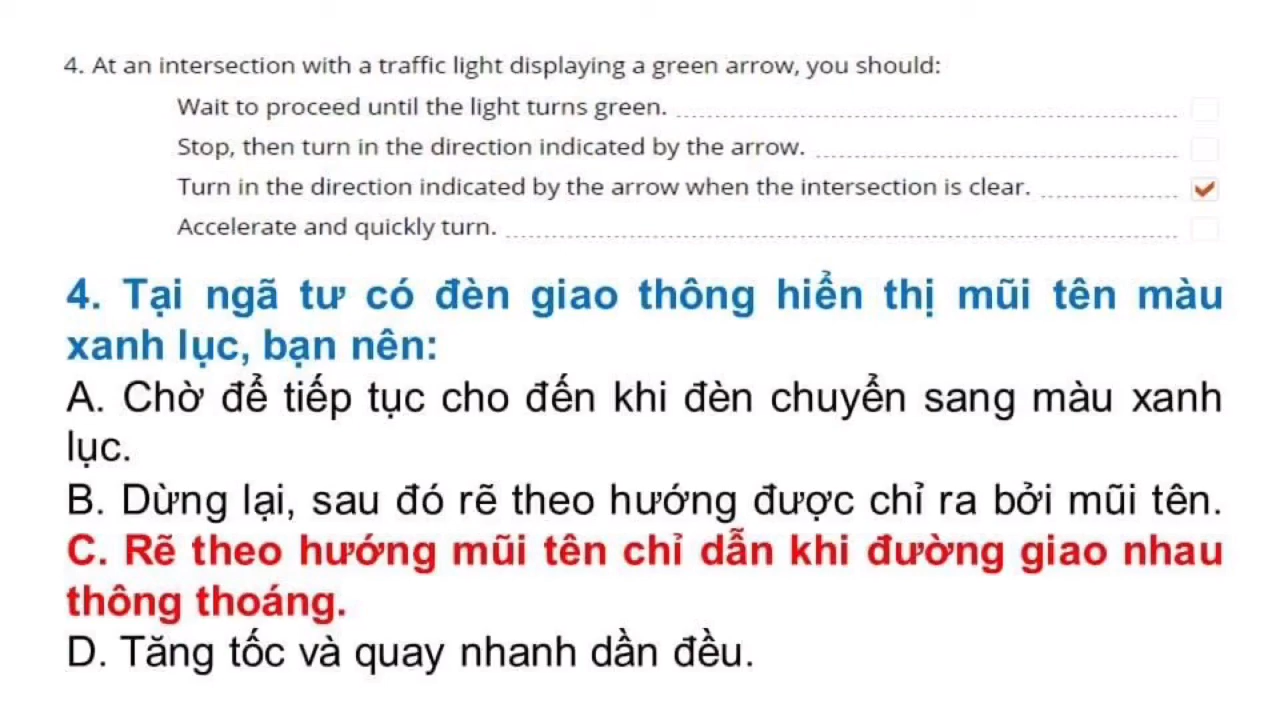 4. At an intersection with a traffic light displaying a green arrow, you should:
Wait to proceed until the light turns green.
Stop, then turn in the direction indicated by the arrow.
Turn in the direction indicated by the arrow when the intersection is clear.
Accelerate and quickly turn.
4. Tại ngã tư có đèn giao thông hiển thị mũi tên màu
xanh lục, bạn nên:
A. Chờ để tiếp tục cho đến khi đèn chuyển sang màu xanh
lục.
B. Dừng lại, sau đó rẽ theo hướng được chỉ ra bởi mũi tên.
C. Rẽ theo hướng mũi tên chỉ dẫn khi đường giao nhau
thông thoáng.
D. Tăng tốc và quay nhanh dần đều.